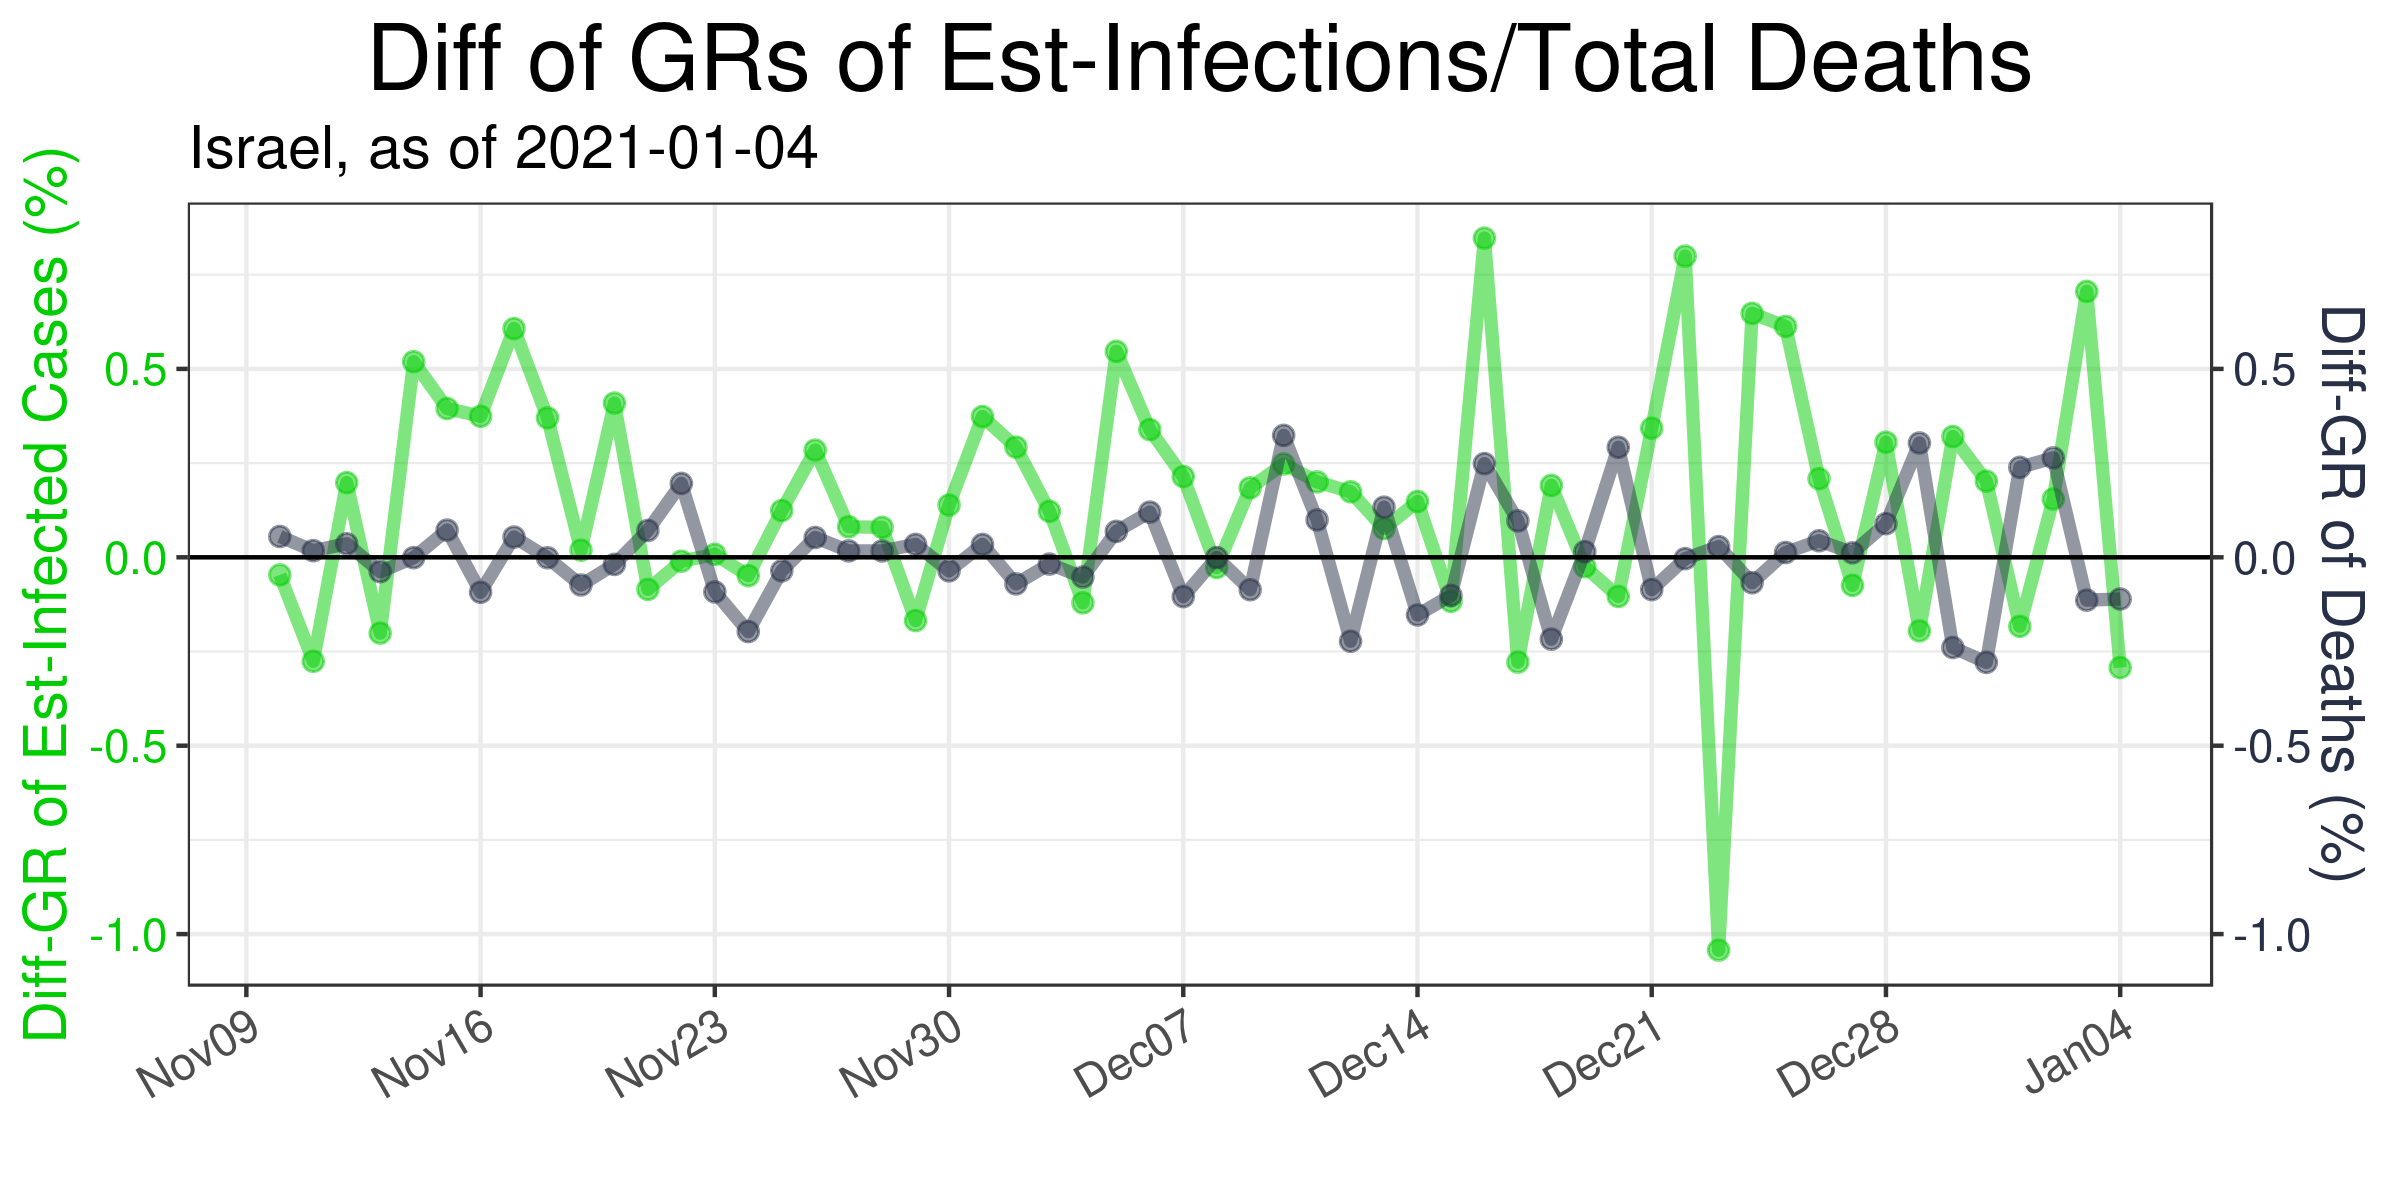 Diff of GRs of Est-Infections/Total Deaths
Israel, as of 2021-01-04
Diff-GR of Est-Infected Cases (%)
0.5
0.0
-0.5
-1.0
0.5
0.0
-0.5
-1.0
Diff-GR of Deaths (%)
Nov09
Nov16
Nov23
Nov30
Dec07
Dec14
Dec21
Dec28
Jan04